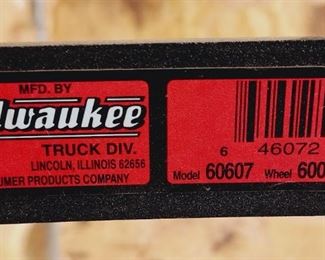 MFD. BY
lwaukee
TRUCK DIV.
LINCOLN, ILLINOIS 62656
UMER PRODUCTS COMPANY
6 46072
Model 60607 Wheel 600